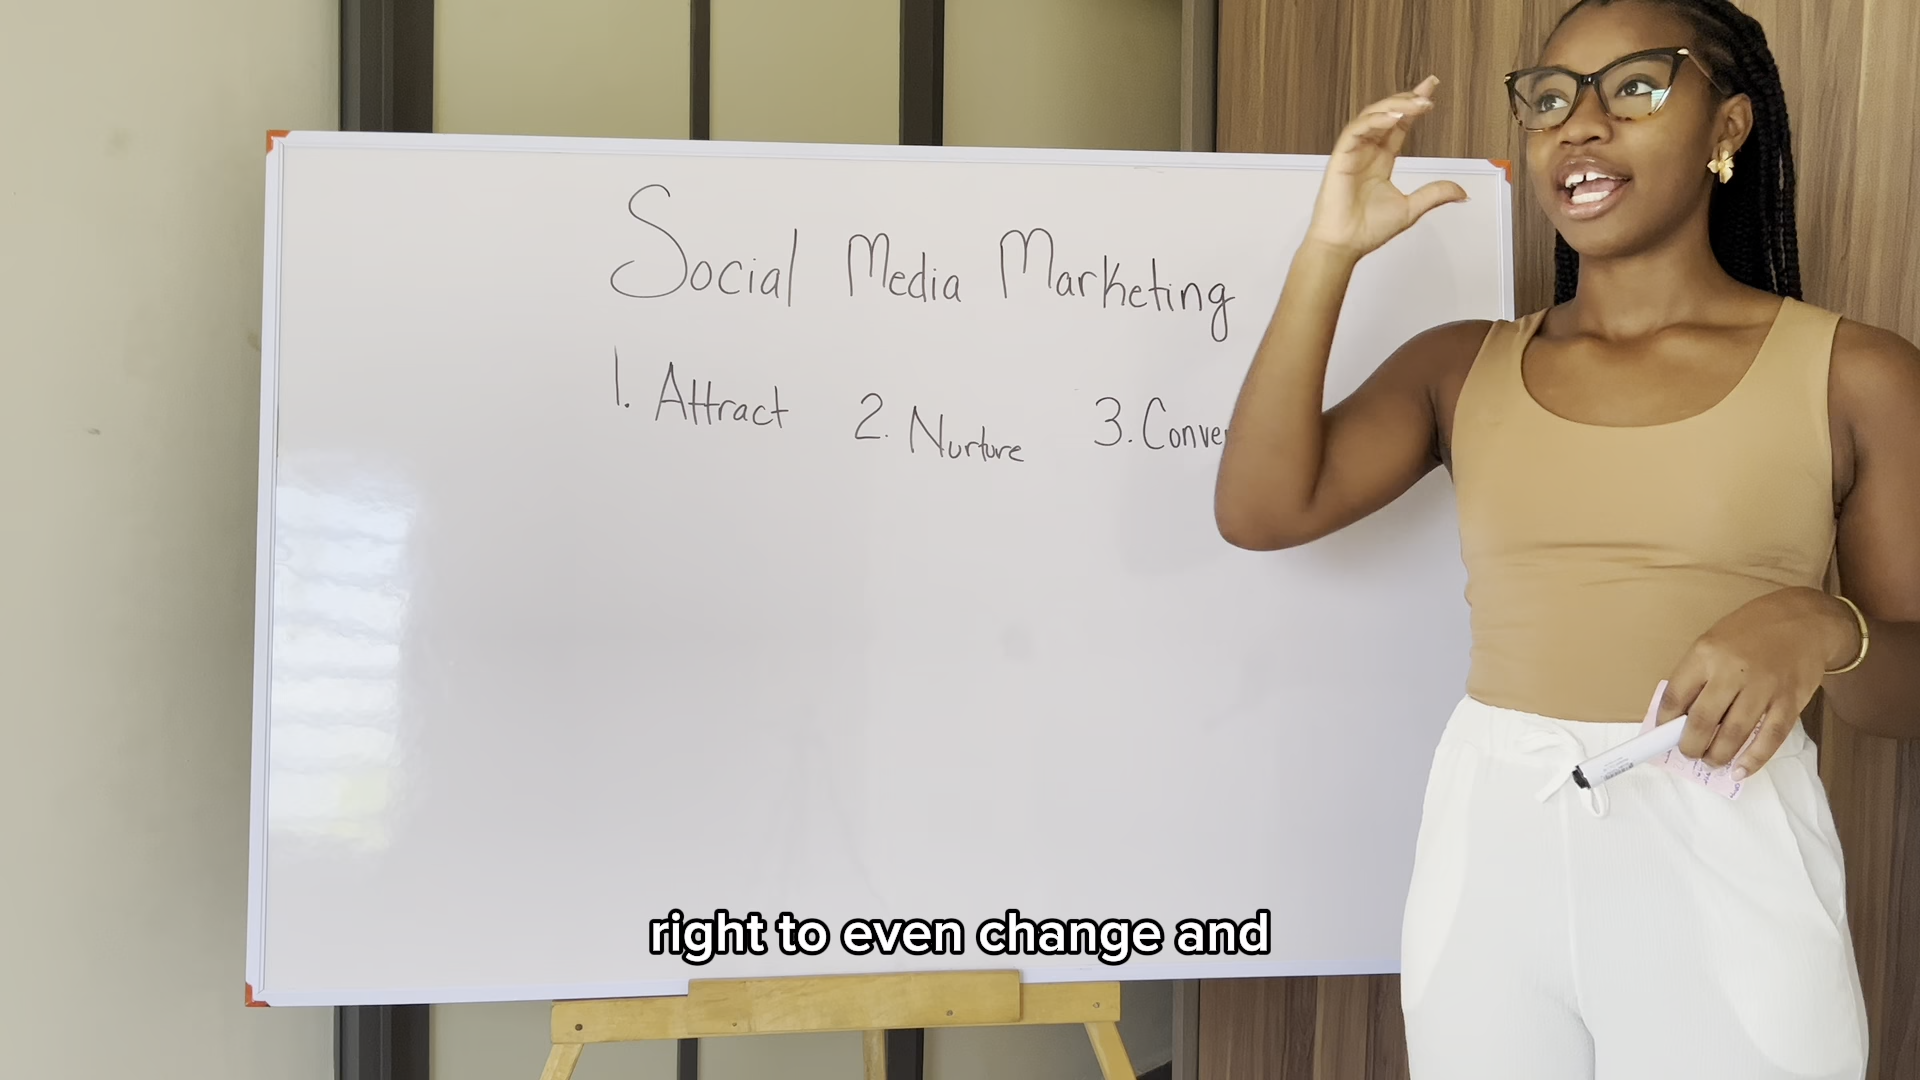 Social Media Marketing
1. Attract 2. Nurture 3. Conver
right to even change and